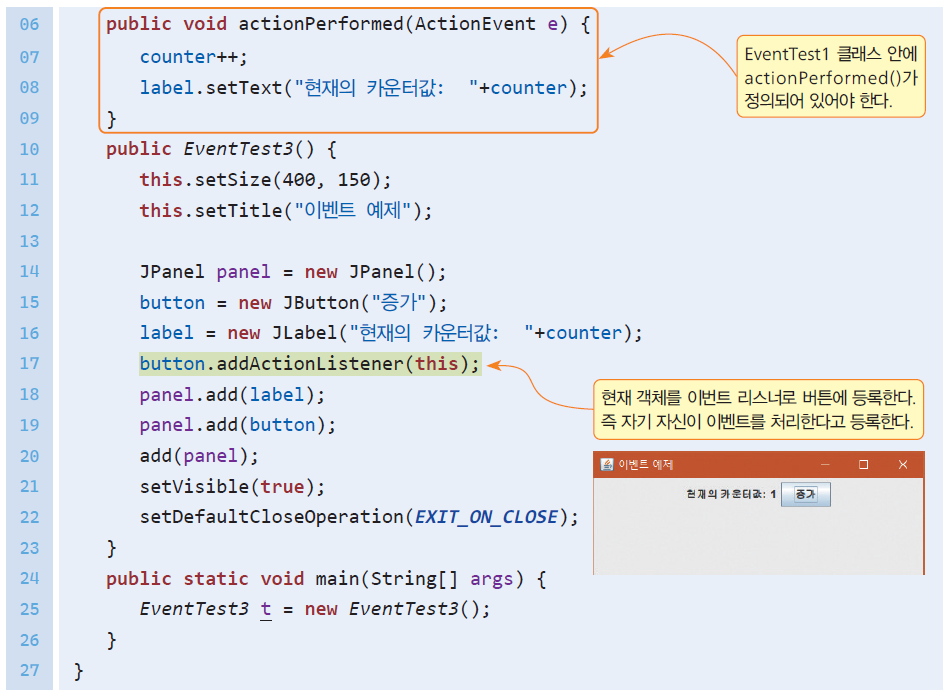 06 public void actionPerformed(ActionEvent e) {
07 counter++;
08 label.setText("현재의 카운터값:  "+counter);
09 }
EventTest1 클래스 안에
actionPerformed()가
정의되어 있어야 한다.
10 public EventTest3() {
11 this.setSize(400, 150);
12 this.setTitle("이벤트 예제");
13
14 JPanel panel = new JPanel();
15 button = new JButton("증가");
16 label = new JLabel("현재의 카운터값:  "+counter);
17 button.addActionListener(this);
현재 객체를 이벤트 리스너로 버튼에 등록한다.
즉 자기 자신이 이벤트를 처리한다고 등록한다.
18 panel.add(label);
19 panel.add(button);
20 add(panel);
21 setVisible(true);
22 setDefaultCloseOperation(EXIT_ON_CLOSE);
23 }
이벤트 예제
현재의 카운터값: 1 증가
24 public static void main(String[] args) {
25 EventTest3 t = new EventTest3();
26 }
27 }